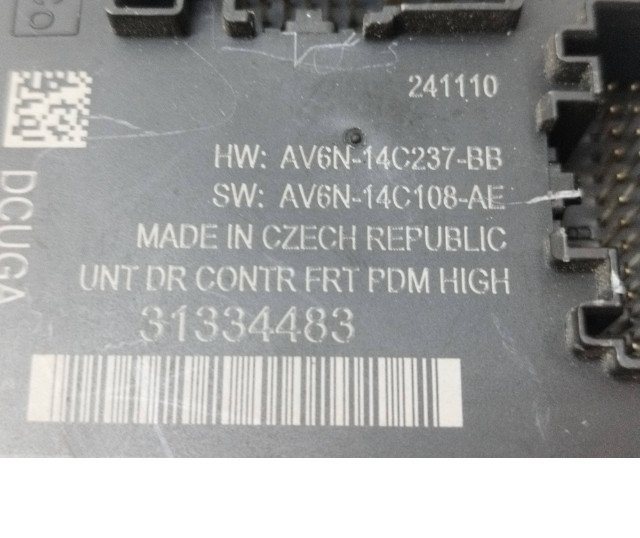 241110
HW: AV6N-14C237-BB
SW: AV6N-14C108-AE
MADE IN CZECH REPUBLIC
UNT DR CONTR FRT PDM HIGH
31334483
DCUGA